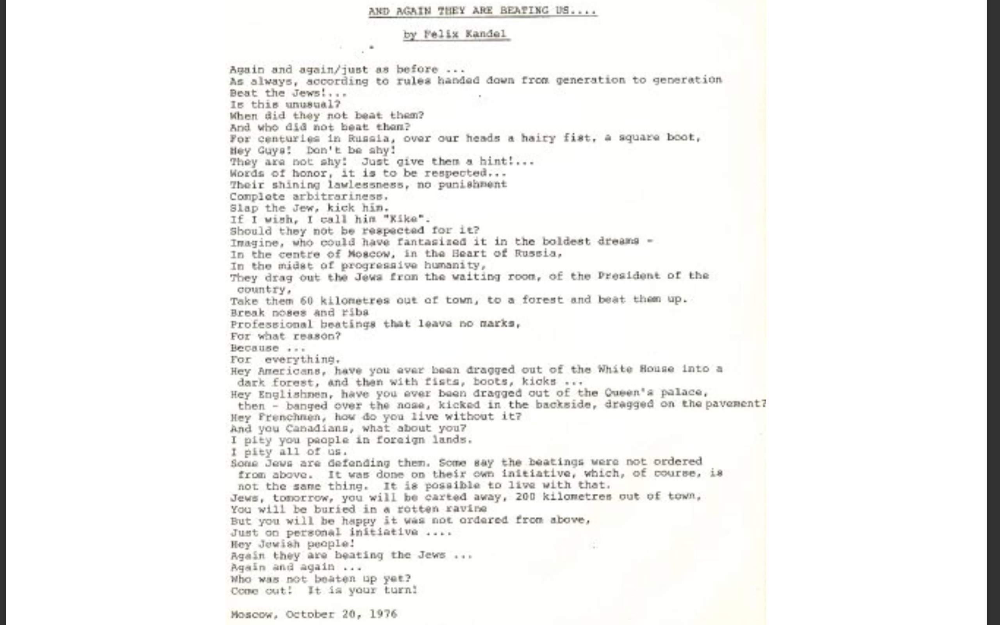 AND AGAIN THEY ARE BEATING US....
by Felix Kandel
Again and again/just as before ...
As always, according to rules handed down from generation to generation
Beat the Jews!...
Is this unusual?
When did they not beat them?
And who did not beat them?
For centuries in Russia, over our heads a hairy fist, a square boot,
Hey Guys!  Don't be shy!
They are not shy!  Just give them a hint!...
Words of honor, it is to be respected...
Their shining lawlessness, no punishment
Complete arbitrariness.
Slap the Jew, kick him.
If I wish, I call him "Kike".
Should they not be respected for it?
Imagine, who could have fantasized it in the boldest dreams -
In the centre of Moscow, in the Heart of Russia,
In the midst of progressive humanity,
They drag out the Jews from the waiting room, of the President of the
country,
Take them 60 kilometres out of town, to a forest and beat them up.
Break noses and ribs
Professional beatings that leave no marks,
For what reason?
Because ...
For  everything.
Hey Americans, have you ever been dragged out of the White House into a
dark forest, and then with fists, boots, kicks ...
Hey Englishmen, have you ever been dragged out of the Queen's palace,
then - banged over the nose, kicked in the backside, dragged on the pavement?
Hey Frenchmen, how do you live without it?
And you Canadians, what about you?
I pity you people in foreign lands.
I pity all of us.
Some Jews are defending them. Some say the beatings were not ordered
from above.  It was done on their own initiative, which, of course, is
not the same thing.  It is possible to live with that.
Jews, tomorrow, you will be carted away, 200 kilometres out of town,
You will be buried in a rotten ravine
But you will be happy it was not ordered from above,
Just on personal initiative ....
Hey Jewish people!
Again they are beating the Jews ...
Again and again ...
Who was not beaten up yet?
Come out!  It is your turn!
Moscow, October 20, 1976